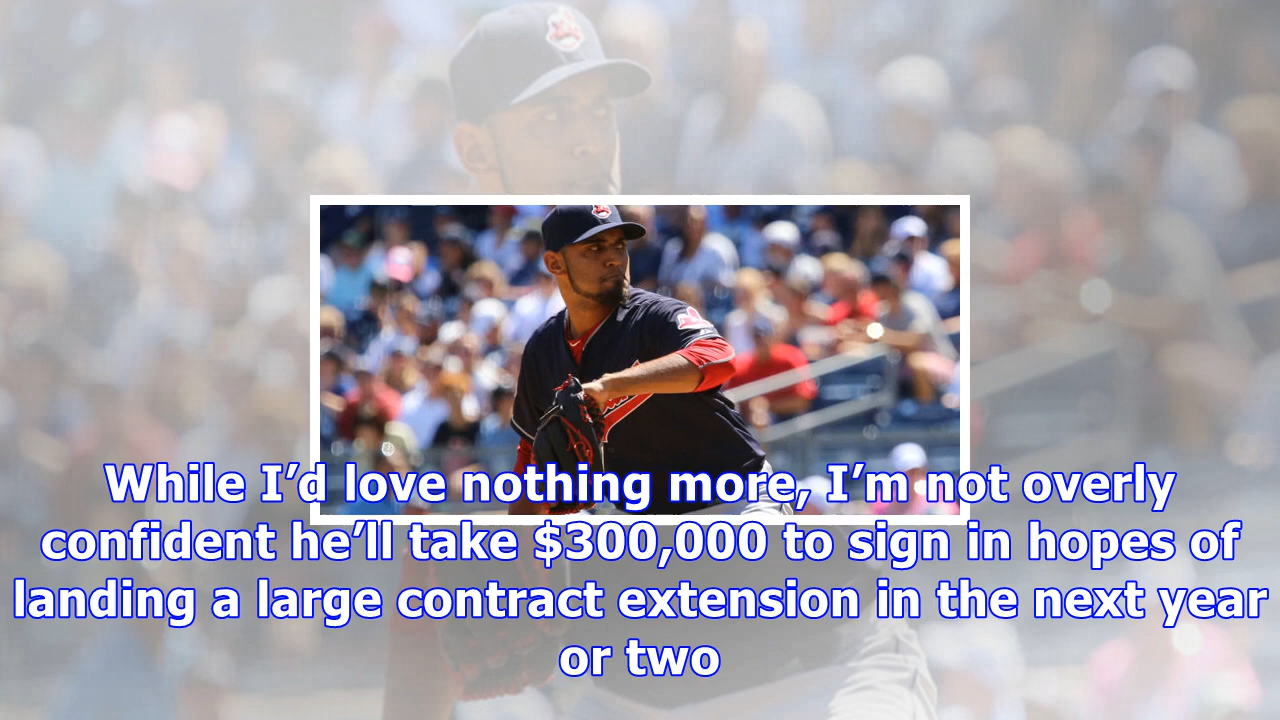 While I’d love nothing more, I’m not overly
confident he’ll take $300,000 to sign in hopes of
landing a large contract extension in the next year
or two